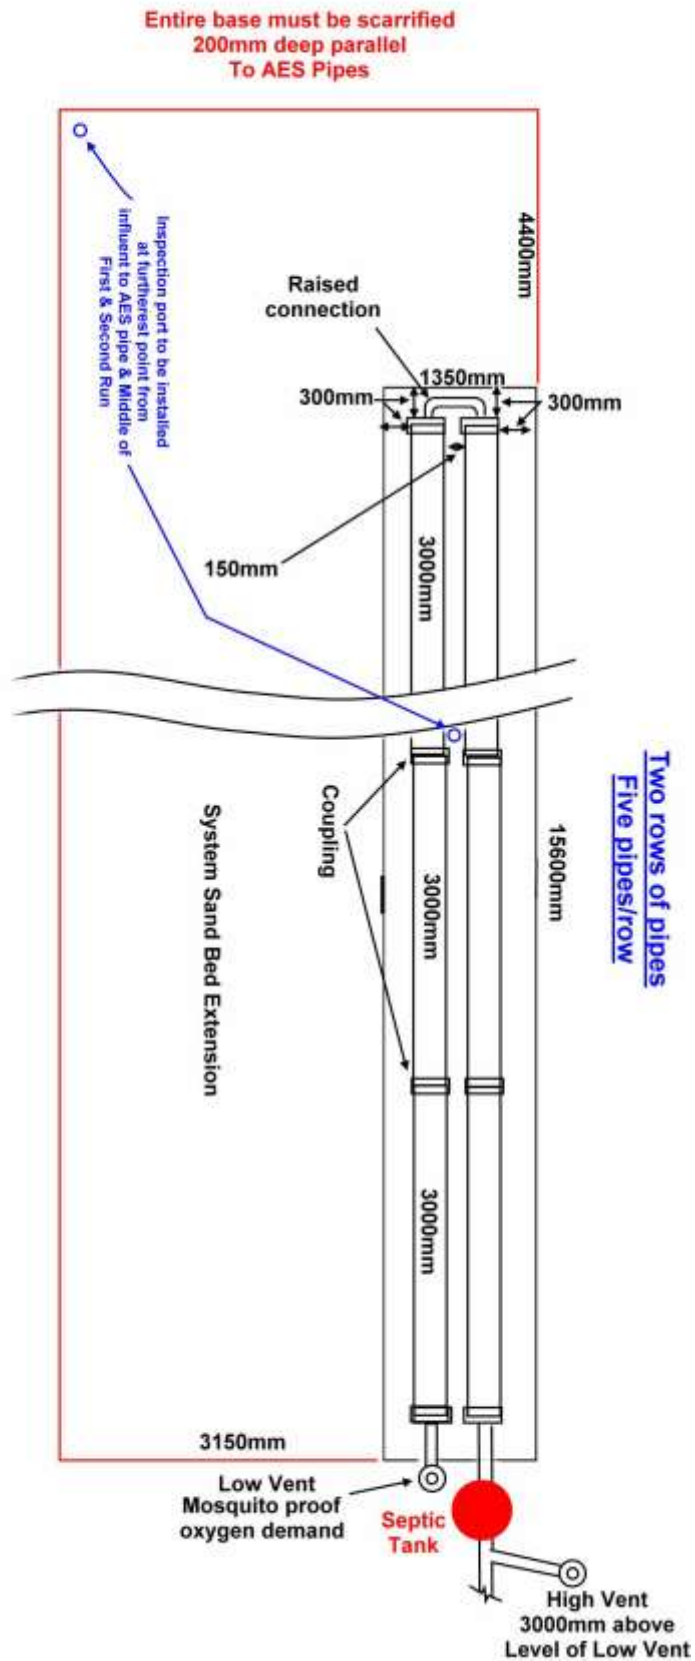 Entire base must be scarrified
200mm deep parallel
To AES Pipes
4400mm
Inspection port to be installed
at furtherest point from
influent to AES pipe & Middle of
First & Second Run
Raised
connection
1350mm
300mm
300mm
150mm
3000mm
Two rows of pipes
Five pipes/row
Coupling
System Sand Bed Extension
15600mm
3000mm
3000mm
3150mm
Low Vent
Mosquito proof
oxygen demand
Septic
Tank
High Vent
3000mm above
Level of Low Vent